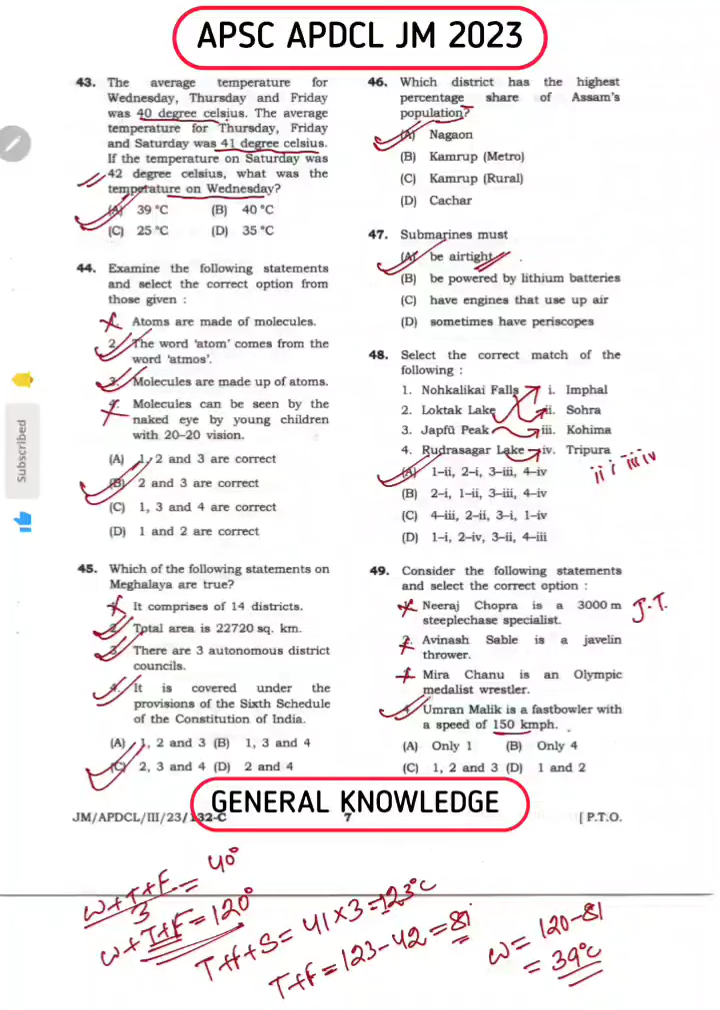 APSC APDCL JM 2023
43. The average temperature for
Wednesday, Thursday and Friday
was 40 degree celsius. The average
temperature for Thursday, Friday
and Saturday was 41 degree celsius.
If the temperature on Saturday was
42 degree celsius, what was the
temperature on Wednesday?
(A) 39 °C (B) 40 °C
(C) 25 °C (D) 35 °C
44. Examine the following statements
and select the correct option from
those given :
1. Atoms are made of molecules.
2. The word 'atom' comes from the
word 'atmos'.
3. Molecules are made up of atoms.
4. Molecules can be seen by the
naked eye by young children
with 20–20 vision.
(A) 1, 2 and 3 are correct
(B) 2 and 3 are correct
(C) 1, 3 and 4 are correct
(D) 1 and 2 are correct
45. Which of the following statements on
Meghalaya are true?
1. It comprises of 14 districts.
2. Total area is 22720 sq. km.
3. There are 3 autonomous district
councils.
4. It is covered under the
provisions of the Sixth Schedule
of the Constitution of India.
(A) 1, 2 and 3 (B) 1, 3 and 4
(C) 2, 3 and 4 (D) 2 and 4
46. Which district has the highest
percentage share of Assam's
population?
(A) Nagaon
(B) Kamrup (Metro)
(C) Kamrup (Rural)
(D) Cachar
47. Submarines must
(A) be airtight
(B) be powered by lithium batteries
(C) have engines that use up air
(D) sometimes have periscopes
48. Select the correct match of the
following :
1. Nohkalikai Falls i. Imphal
2. Loktak Lake ii. Sohra
3. Japfü Peak iii. Kohima
4. Rudrasagar Lake iv. Tripura
(A) 1–ii, 2–i, 3–iii, 4–iv
ii i iii iv
(B) 2–i, 1–ii, 3–iii, 4–iv
(C) 4–iii, 2–ii, 3–i, 1–iv
(D) 1–i, 2–iv, 3–ii, 4–iii
49. Consider the following statements
and select the correct option :
1. Neeraj Chopra is a 3000 m
steeplechase specialist.
J.T.
2. Avinash Sable is a javelin
thrower.
3. Mira Chanu is an Olympic
medalist wrestler.
4. Umran Malik is a fastbowler with
a speed of 150 kmph.
(A) Only 1 (B) Only 4
(C) 1, 2 and 3 (D) 1 and 2
Subscribed
GENERAL KNOWLEDGE
JM/APDCL/III/23/132-C 7 [ P.T.O.
W+T+F/3 = 40°
W+T+F = 120°
T+F+S = 41×3 = 123°C
T+F = 123-42 = 81
W = 120-81
= 39°C